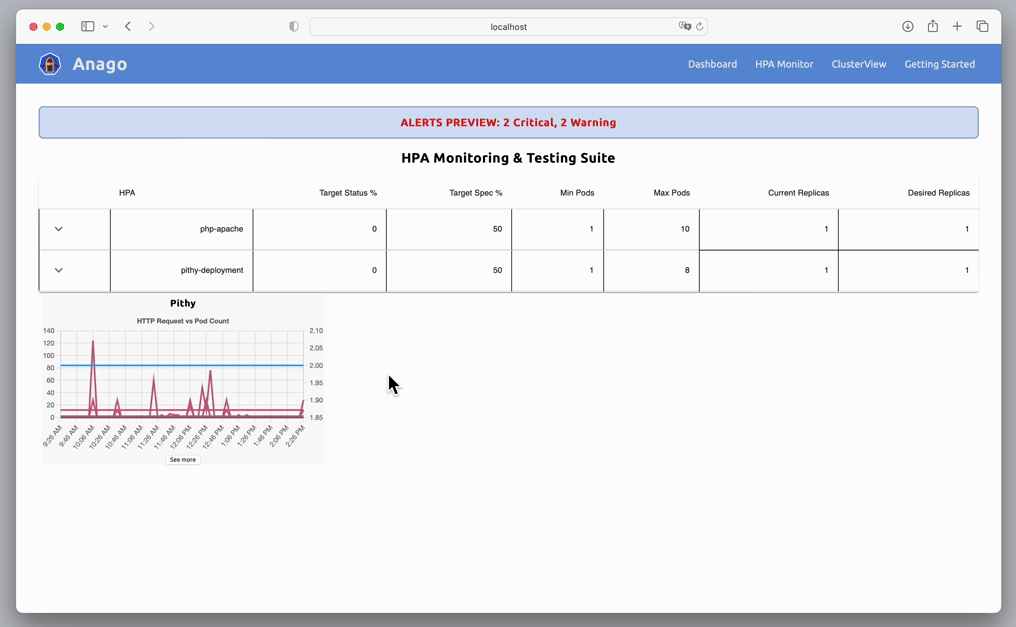 localhost
Anago
Dashboard HPA Monitor ClusterView Getting Started
ALERTS PREVIEW: 2 Critical, 2 Warning
HPA Monitoring & Testing Suite
HPA Target Status % Target Spec % Min Pods Max Pods Current Replicas Desired Replicas
php-apache 0 50 1 10 1 1
pithy-deployment 0 50 1 8 1 1
Pithy
HTTP Request vs Pod Count
140 2.10
120 2.05
100
80 2.00
60 1.95
40 1.90
20
0 1.85
9:26 AM 9:46 AM 10:06 AM 10:26 AM 10:46 AM 11:06 AM 11:26 AM 11:46 AM 12:06 PM 12:26 PM 12:46 PM 1:06 PM 1:26 PM 1:46 PM 2:06 PM 2:26 PM
See more